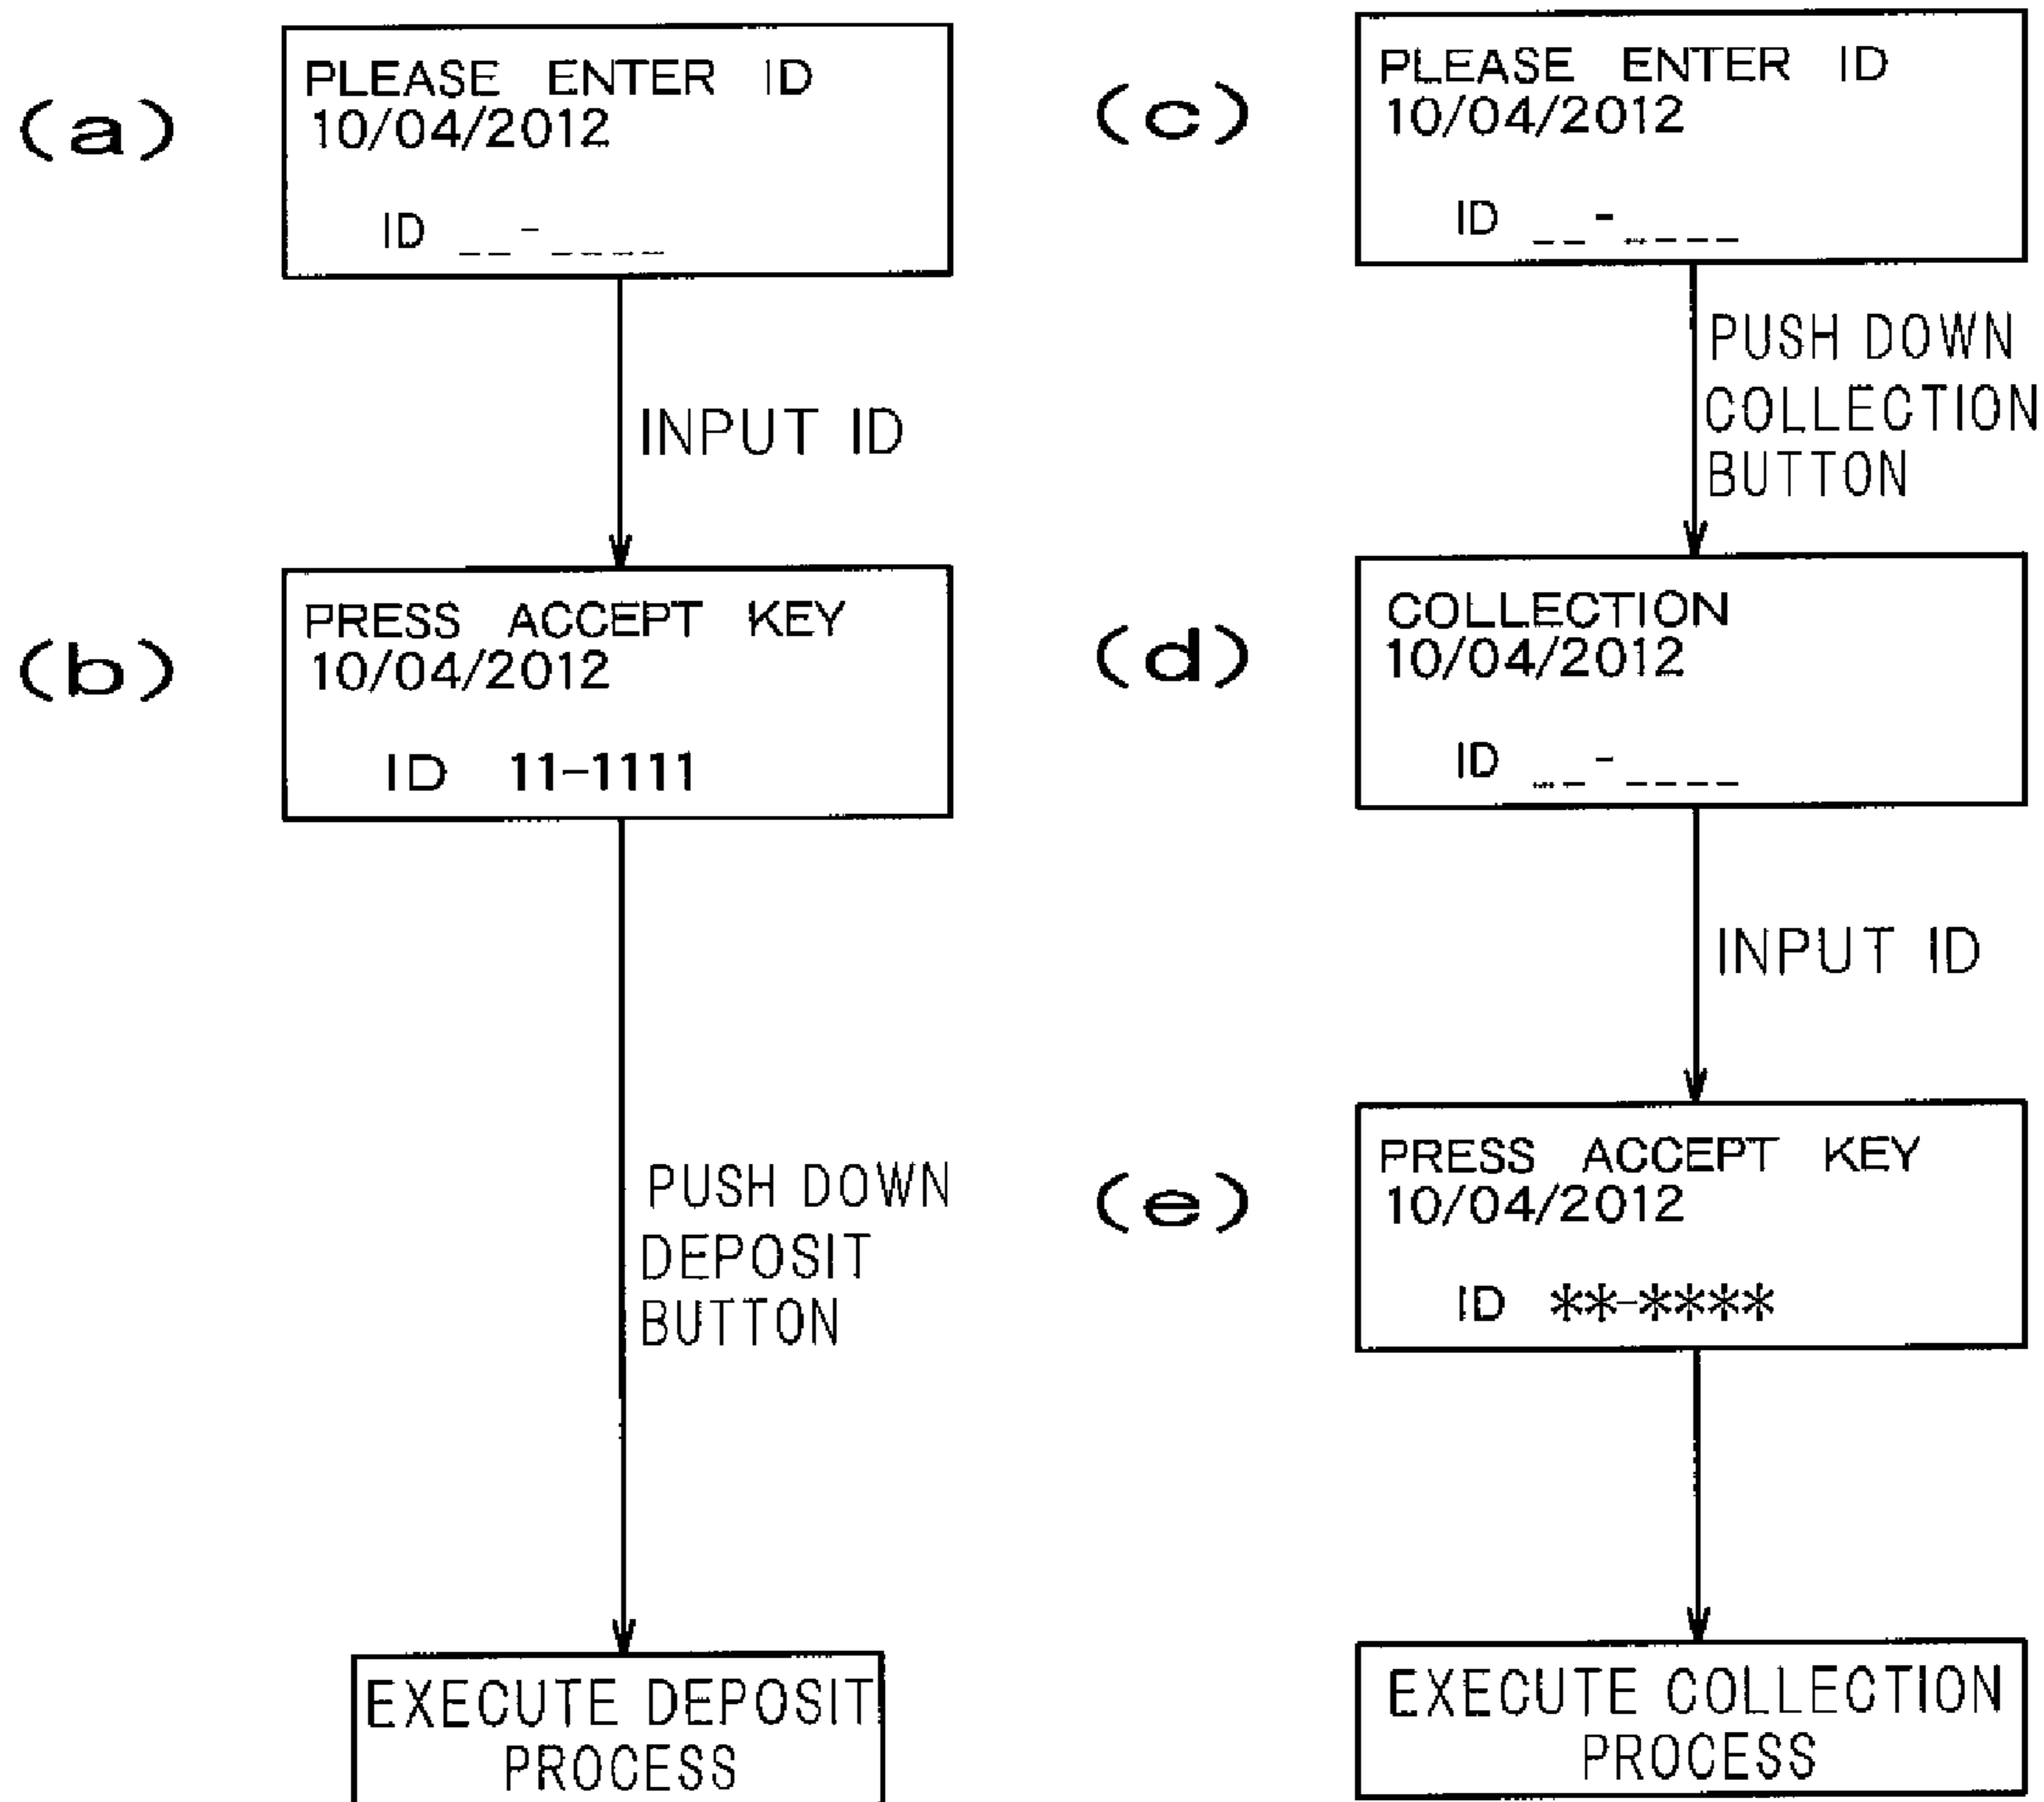 (a)
PLEASE ENTER ID
10/04/2012
ID __-____
INPUT ID
(b)
PRESS ACCEPT KEY
10/04/2012
ID 11-1111
PUSH DOWN
DEPOSIT
BUTTON
EXECUTE DEPOSIT
PROCESS
(c)
PLEASE ENTER ID
10/04/2012
ID __-____
PUSH DOWN
COLLECTION
BUTTON
(d)
COLLECTION
10/04/2012
ID __-____
INPUT ID
(e)
PRESS ACCEPT KEY
10/04/2012
ID **-****
EXECUTE COLLECTION
PROCESS